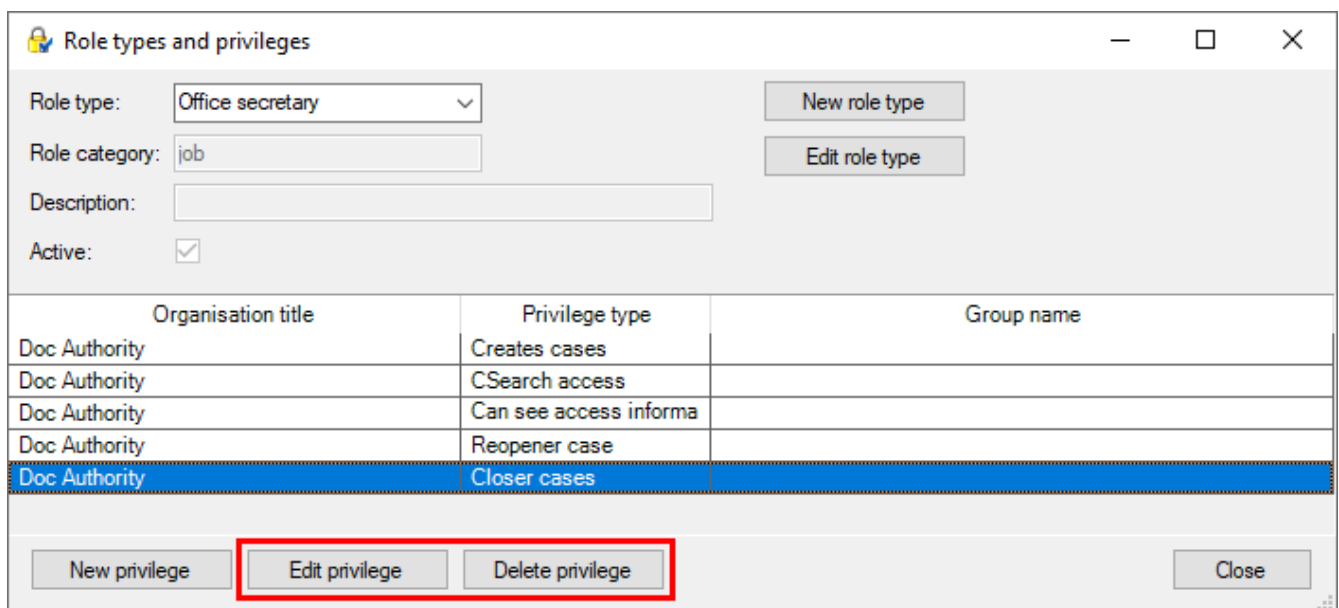 Role types and privileges
Role type: Office secretary New role type
Role category: job Edit role type
Description:
Active:
Organisation title Privilege type Group name
Doc Authority Creates cases
Doc Authority CSearch access
Doc Authority Can see access informa
Doc Authority Reopener case
Doc Authority Closer cases
New privilege Edit privilege Delete privilege Close